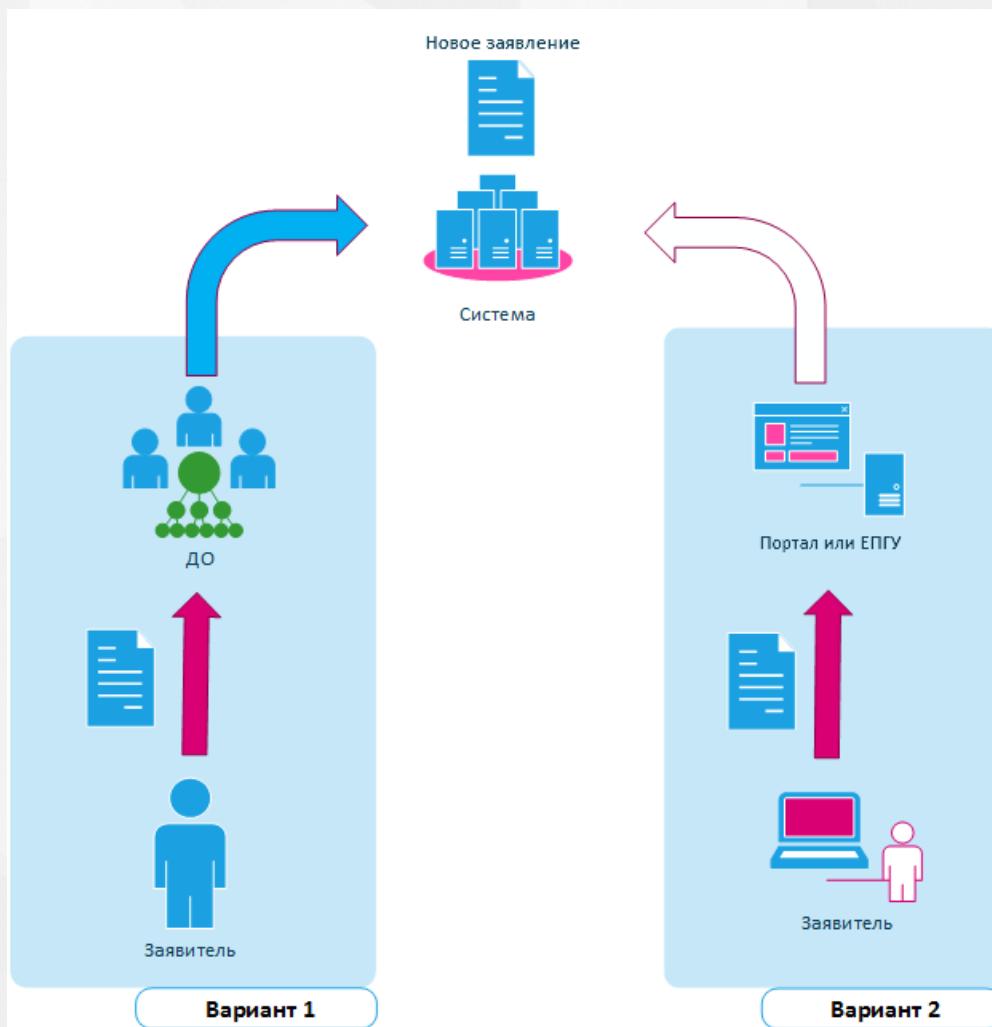 Новое заявление
Система
ДО
Портал или ЕПГУ
Заявитель
Заявитель
Вариант 1
Вариант 2